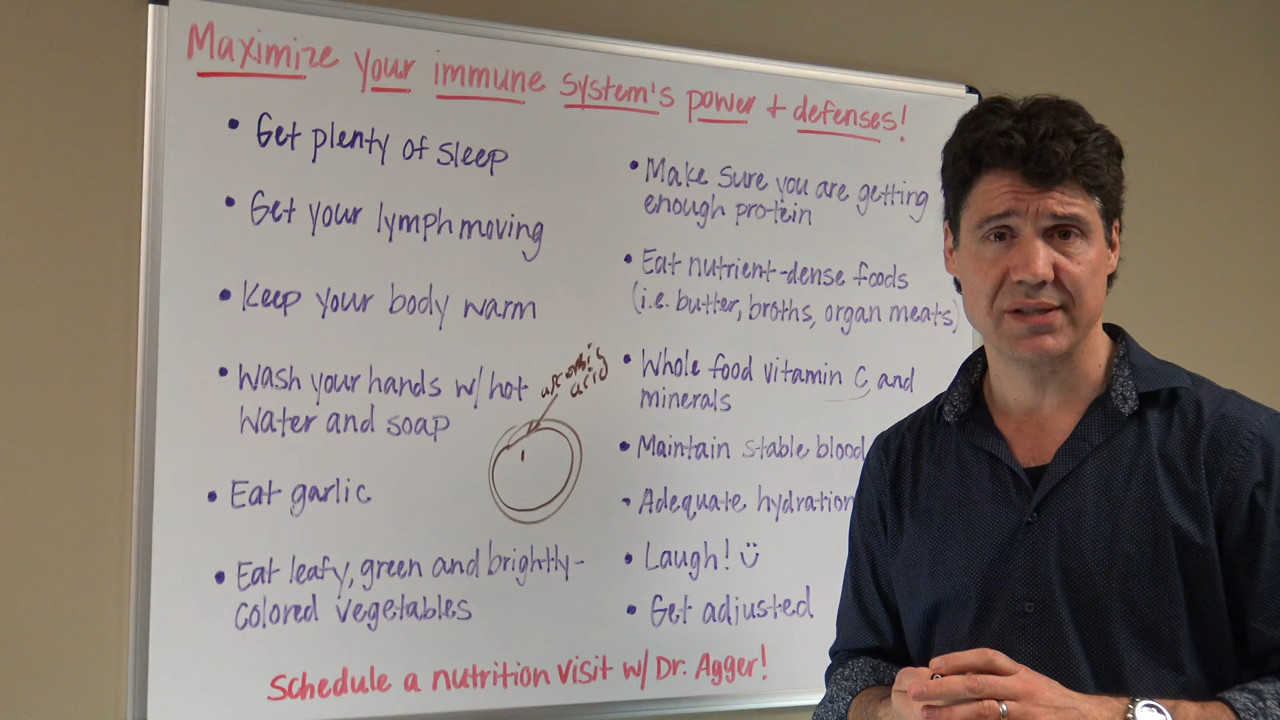 Maximize your immune system's power + defenses!
• Get plenty of sleep
• Get your lymph moving
• Keep your body warm
• Wash your hands w/ hot
water and soap
• Eat garlic
• Eat leafy, green and brightly-
colored vegetables
ascorbic
acid
• Make sure you are getting
enough protein
• Eat nutrient-dense foods
(i.e. butter, broths, organ meats)
• Whole food vitamin C, and
minerals
• Maintain stable blood
• Adequate hydration
• Laugh! :)
• Get adjusted
Schedule a nutrition visit w/ Dr. Agger!